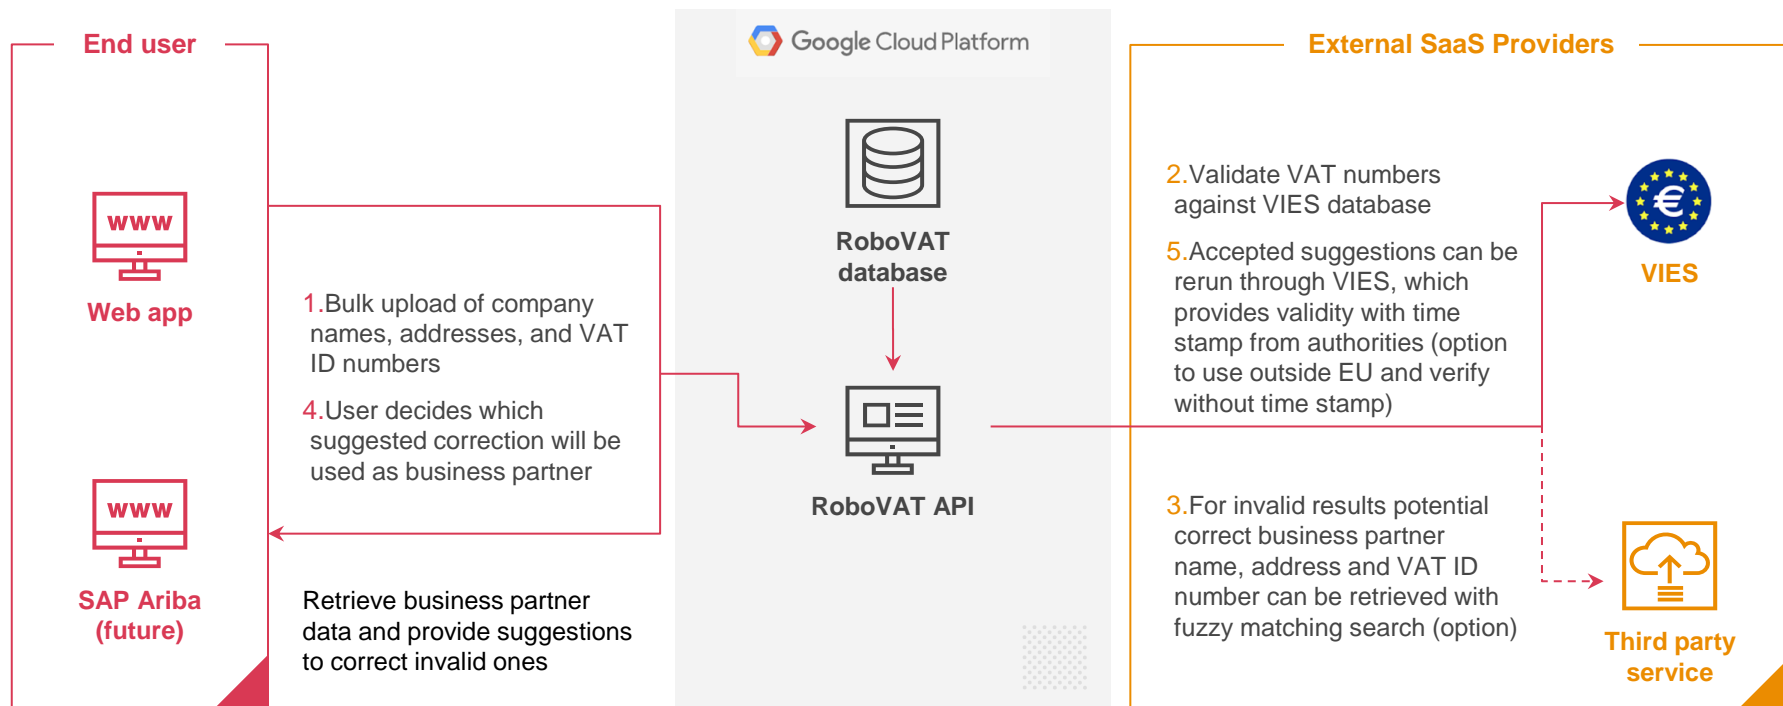 End user
Google Cloud Platform
External SaaS Providers
www
Web app
www
SAP Ariba
(future)
1.Bulk upload of company
names, addresses, and VAT
ID numbers
4.User decides which
suggested correction will be
used as business partner
Retrieve business partner
data and provide suggestions
to correct invalid ones
RoboVAT
database
RoboVAT API
2.Validate VAT numbers
against VIES database
5.Accepted suggestions can be
rerun through VIES, which
provides validity with time
stamp from authorities (option
to use outside EU and verify
without time stamp)
3.For invalid results potential
correct business partner
name, address and VAT ID
number can be retrieved with
fuzzy matching search (option)
€
VIES
Third party
service